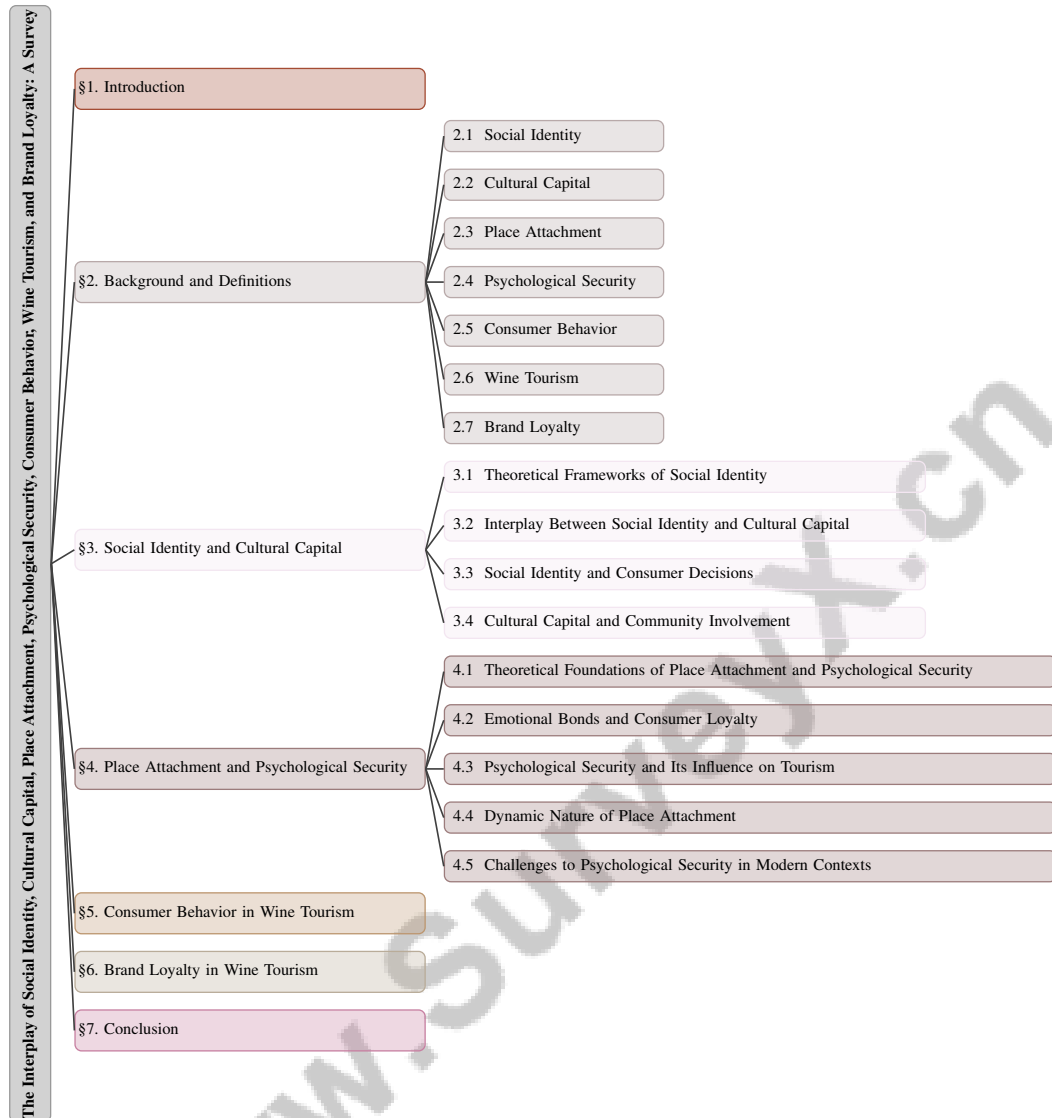 The Interplay of Social Identity, Cultural Capital, Place Attachment, Psychological Security, Consumer Behavior, Wine Tourism, and Brand Loyalty: A Survey
§1. Introduction
§2. Background and Definitions
2.1 Social Identity
2.2 Cultural Capital
2.3 Place Attachment
2.4 Psychological Security
2.5 Consumer Behavior
2.6 Wine Tourism
2.7 Brand Loyalty
§3. Social Identity and Cultural Capital
3.1 Theoretical Frameworks of Social Identity
3.2 Interplay Between Social Identity and Cultural Capital
3.3 Social Identity and Consumer Decisions
3.4 Cultural Capital and Community Involvement
§4. Place Attachment and Psychological Security
4.1 Theoretical Foundations of Place Attachment and Psychological Security
4.2 Emotional Bonds and Consumer Loyalty
4.3 Psychological Security and Its Influence on Tourism
4.4 Dynamic Nature of Place Attachment
4.5 Challenges to Psychological Security in Modern Contexts
§5. Consumer Behavior in Wine Tourism
§6. Brand Loyalty in Wine Tourism
§7. Conclusion
www.surveyx.cn